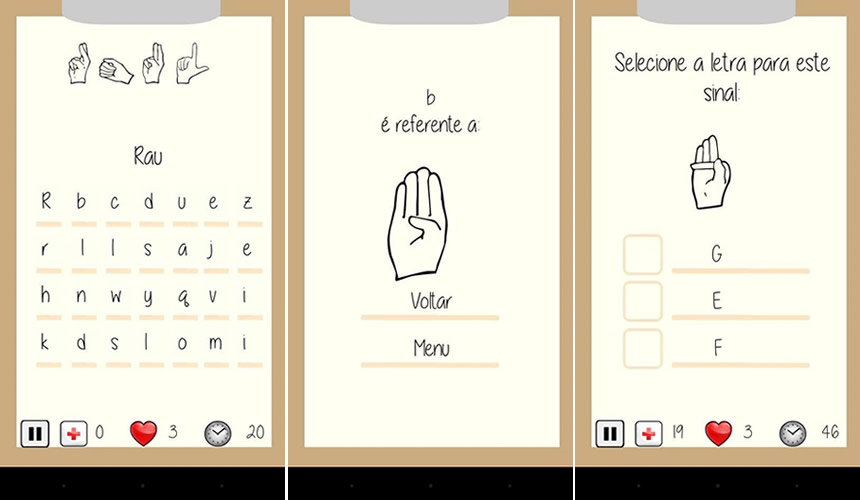 Rau
R b c d u e z
r l l s a j e
h n w y q v i
k d s l o m i
0 3 20
b
é referente a:
Voltar
Menu
Selecione a letra para este
sinal:
G
E
F
19 3 46